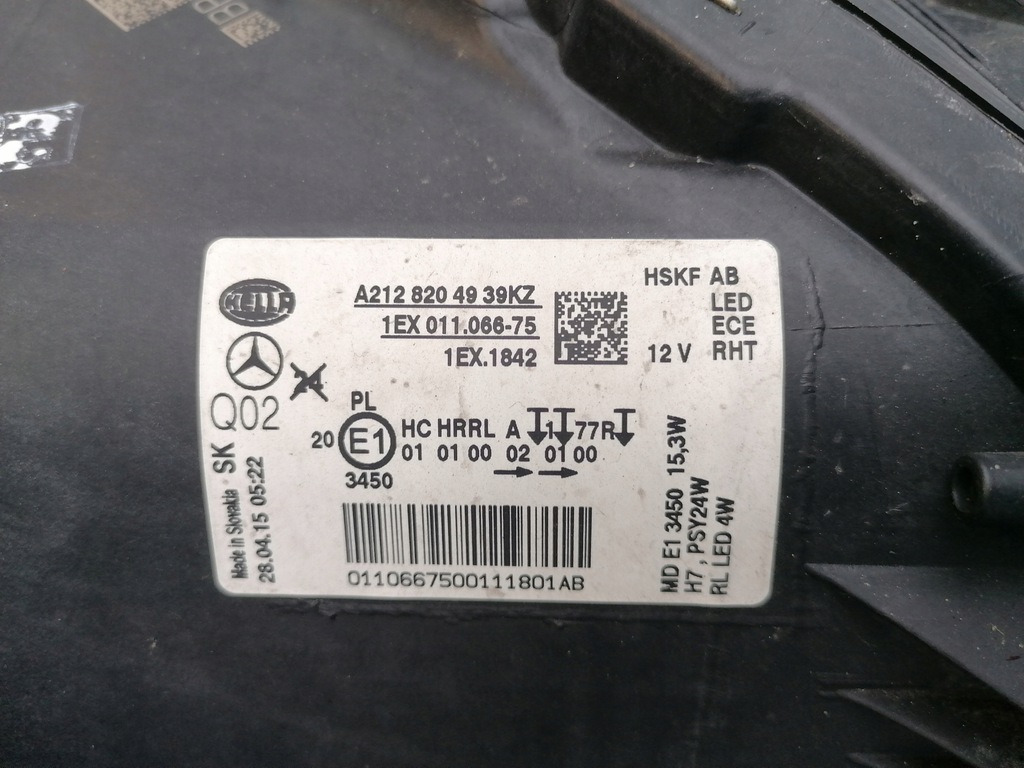 HELLA
A212 820 49 39KZ
1EX 011.066-75
1EX.1842
HSKF AB
LED
ECE
12 V RHT
Q02
PL
20 E1 HC HRRL A 1 77R
01 01 00 02 01 00
3450
Made in Slovakia SK
28.04.15 05:22
0110667500111801AB
MD E1 3450 15,3W
H7, PSY24W
RL LED 4W